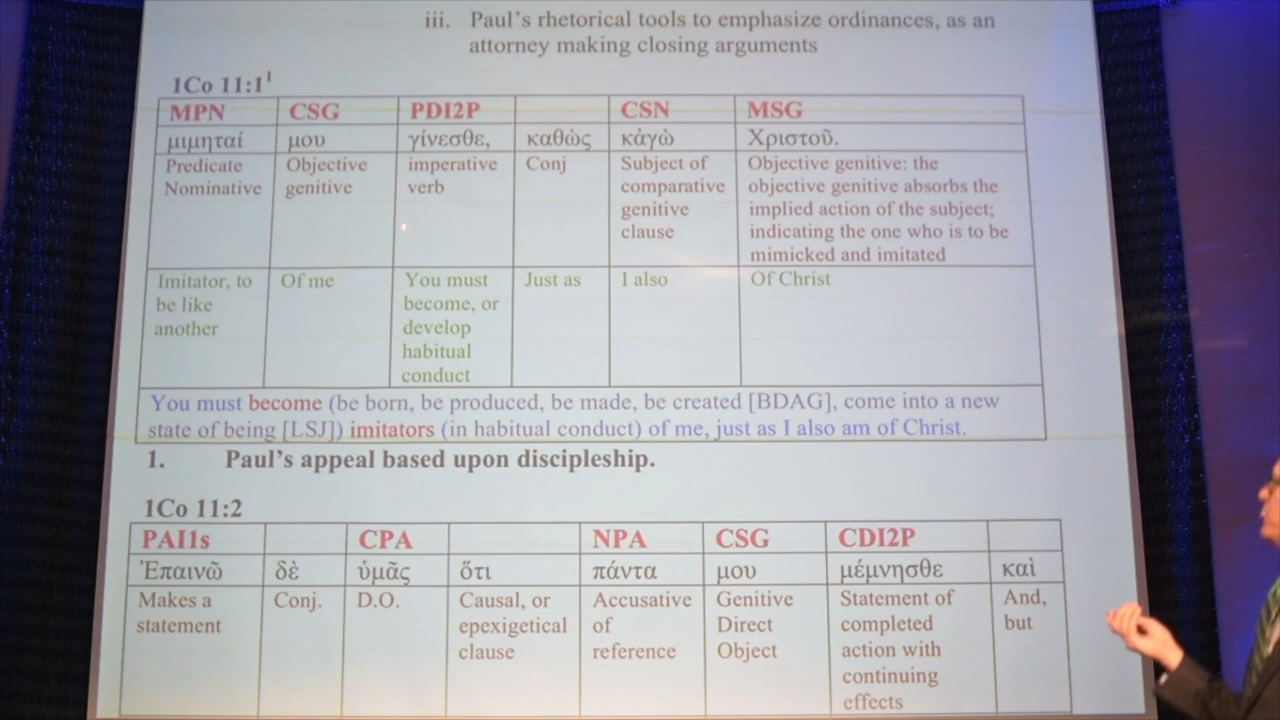 iii. Paul's rhetorical tools to emphasize ordinances, as an
attorney making closing arguments
1Co 11:1¹
MPN CSG PDI2P CSN MSG
μιμηταί μου γίνεσθε, καθὼς κἀγὼ Χριστοῦ.
Predicate Objective imperative Conj Subject of Objective genitive: the
Nominative genitive verb comparative objective genitive absorbs the
genitive implied action of the subject;
clause indicating the one who is to be
mimicked and imitated
Imitator, to Of me You must Just as I also Of Christ
be like become, or
another develop
habitual
conduct
You must become (be born, be produced, be made, be created [BDAG], come into a new
state of being [LSJ]) imitators (in habitual conduct) of me, just as I also am of Christ.
1. Paul's appeal based upon discipleship.
1Co 11:2
PAI1s CPA NPA CSG CDI2P
Ἐπαινῶ δὲ ὑμᾶς ὅτι πάντα μου μέμνησθε καὶ
Makes a Conj. D.O. Causal, or Accusative Genitive Statement of And,
statement epexigetical of Direct completed but
clause reference Object action with
continuing
effects